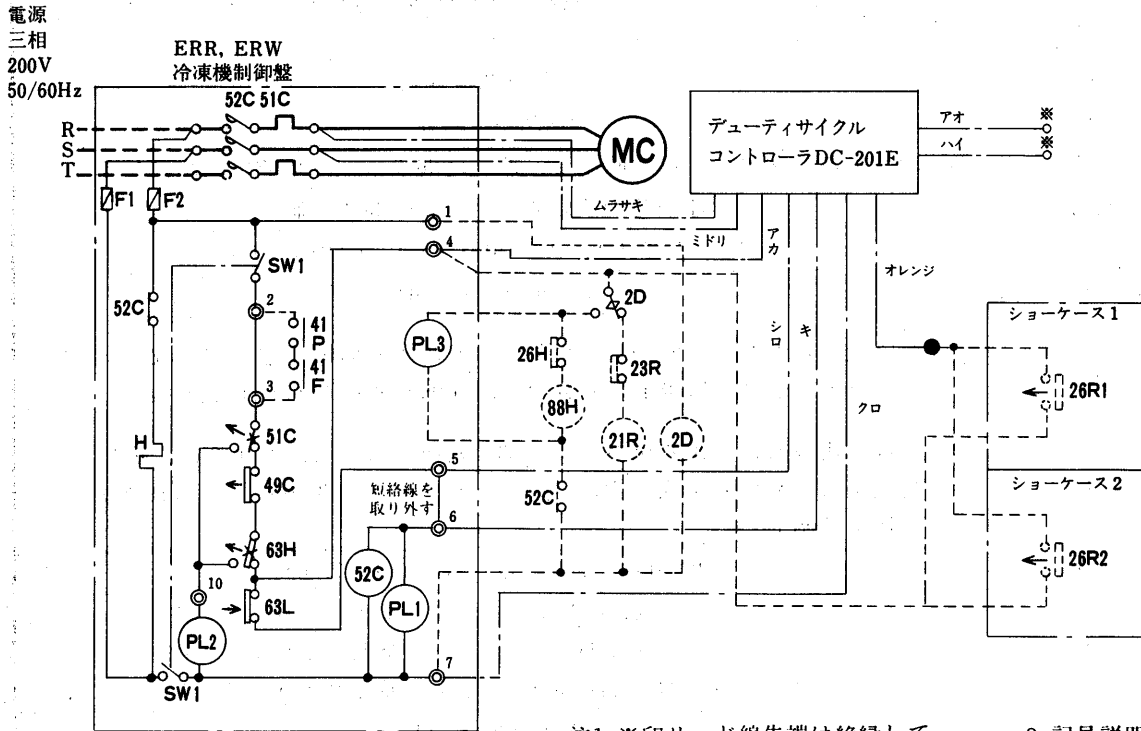 電源
三相
200V
50/60Hz
ERR, ERW
冷凍機制御盤
52C 51C
R
S
T
MC
デューティサイクル
コントローラDC-201E
アオ
※
ハイ
※
F1
F2
ムラサキ
ミドリ
アカ
シロ
キ
クロ
オレンジ
1
4
SW1
2
41
P
41
F
3
52C
PL3
2D
26H
23R
88H
21R
2D
ショーケース1
26R1
H
51C
49C
5
短絡線を
取り外す
6
52C
ショーケース2
63H
10
63L
52C
PL1
26R2
PL2
7
SW1